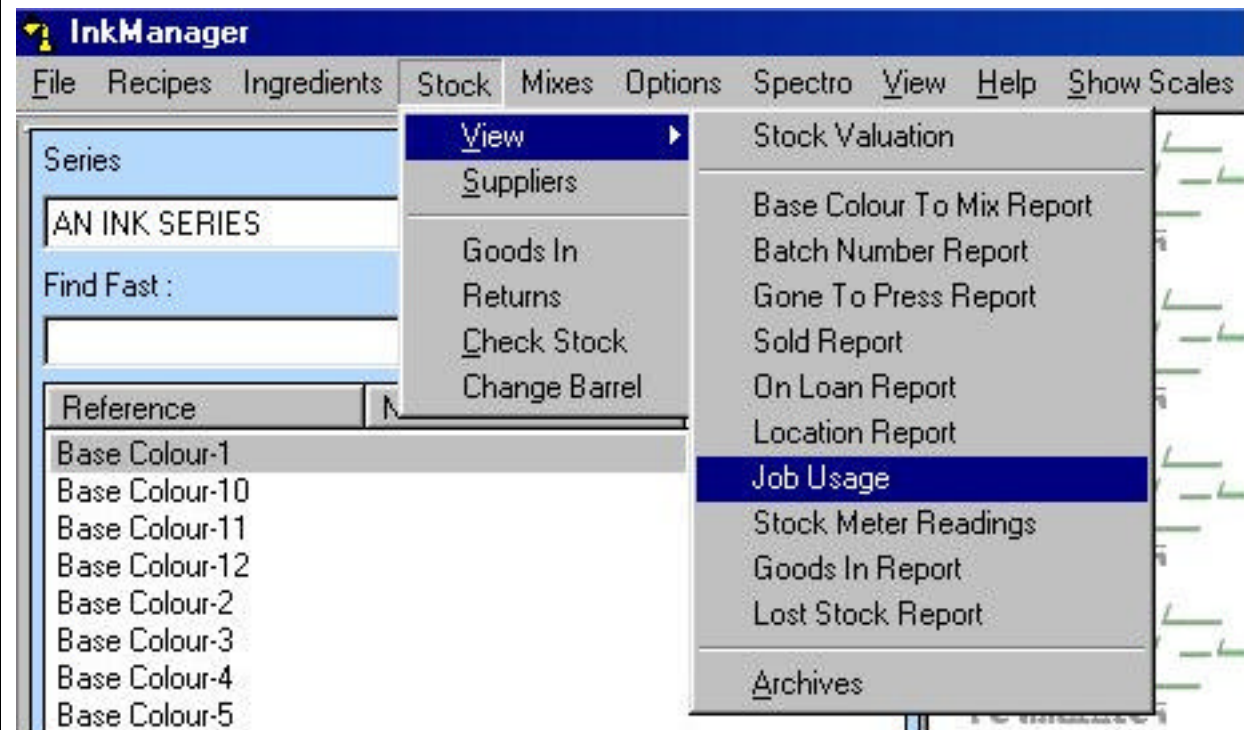 InkManager
File Recipes Ingredients Stock Mixes Options Spectro View Help Show Scales
Series
AN INK SERIES
Find Fast :
Reference
Base Colour-1
Base Colour-10
Base Colour-11
Base Colour-12
Base Colour-2
Base Colour-3
Base Colour-4
Base Colour-5
View
Suppliers
Goods In
Returns
Check Stock
Change Barrel
Stock Valuation
Base Colour To Mix Report
Batch Number Report
Gone To Press Report
Sold Report
On Loan Report
Location Report
Job Usage
Stock Meter Readings
Goods In Report
Lost Stock Report
Archives